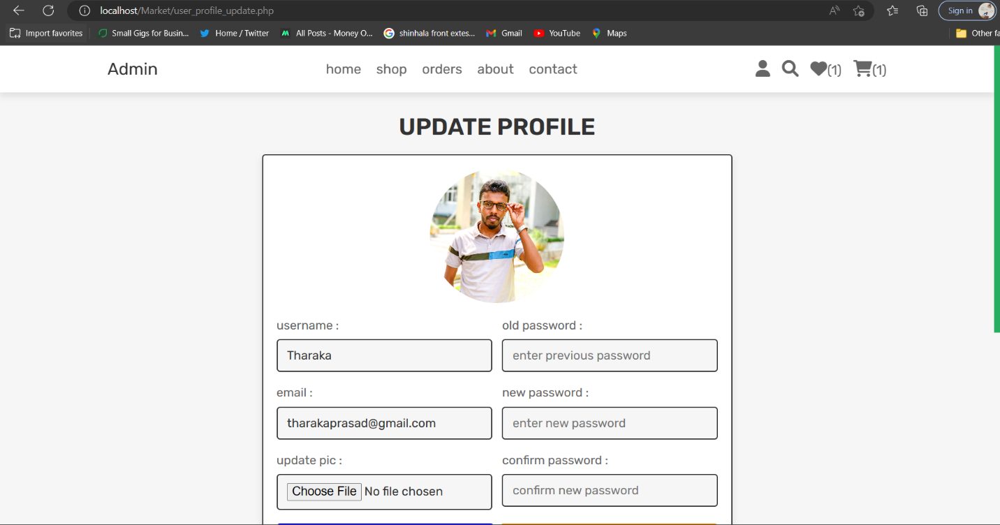 localhost/Market/user_profile_update.php
Sign in
Import favorites
Small Gigs for Busin...
Home / Twitter
All Posts - Money O...
shinhala front extes...
Gmail
YouTube
Maps
Other fa
Admin
home
shop
orders
about
contact
(1)
(1)
UPDATE PROFILE
username :
old password :
Tharaka
enter previous password
email :
new password :
tharakaprasad@gmail.com
enter new password
update pic :
confirm password :
Choose File No file chosen
confirm new password